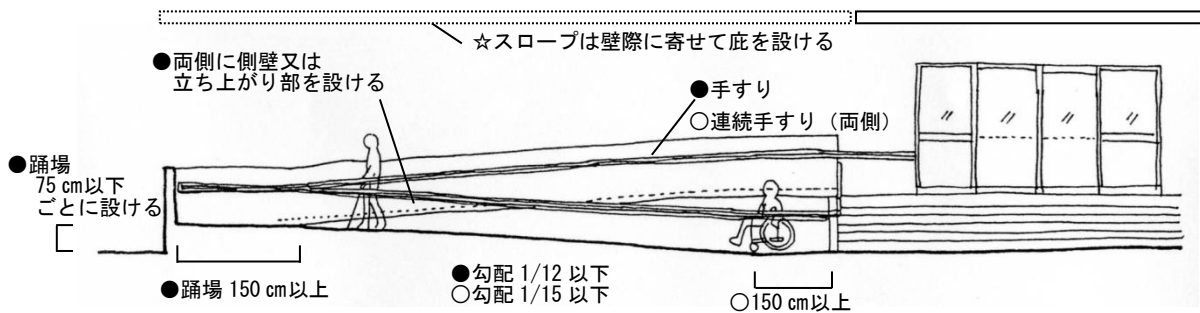 ☆スロープは壁際に寄せて庇を設ける
●両側に側壁又は
立ち上がり部を設ける
●手すり
○連続手すり（両側）
●踊場
75 cm以下
ごとに設ける
●勾配 1/12 以下
○勾配 1/15 以下
●踊場 150 cm以上
○150 cm以上